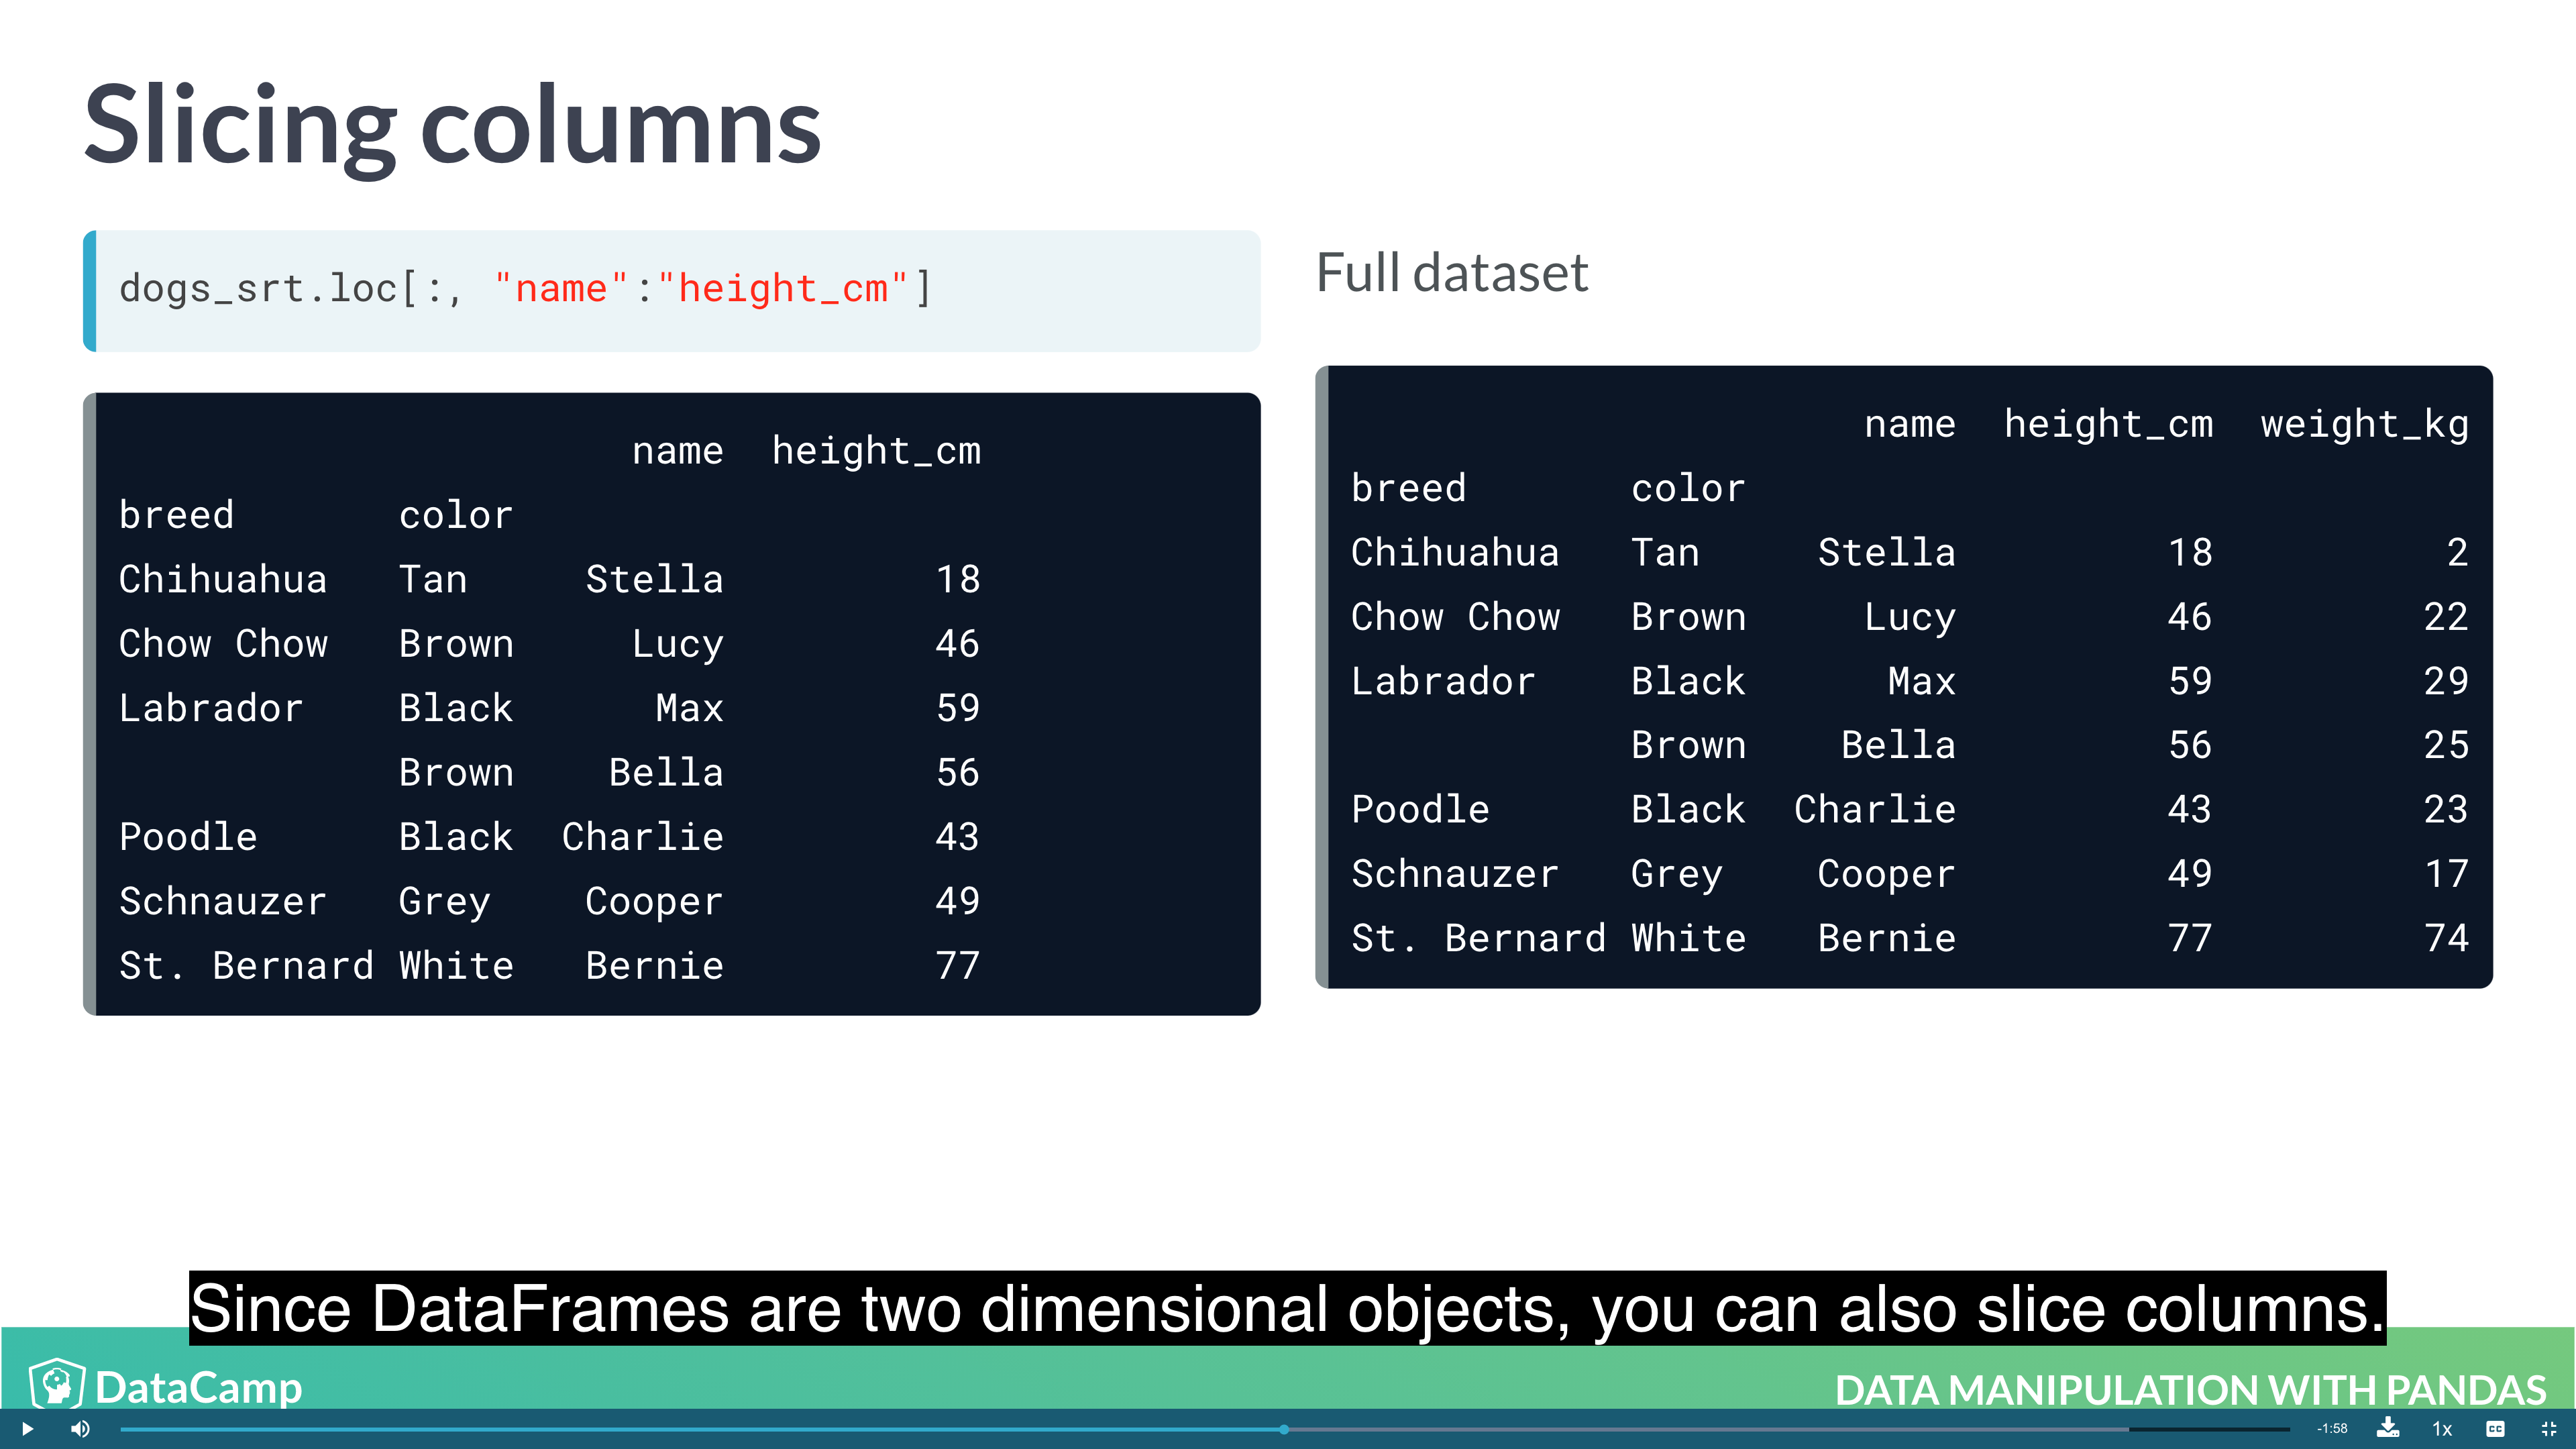 Slicing columns
dogs_srt.loc[:, "name":"height_cm"]
                      name  height_cm
breed       color
Chihuahua   Tan     Stella         18
Chow Chow   Brown     Lucy         46
Labrador    Black      Max         59
            Brown    Bella         56
Poodle      Black  Charlie         43
Schnauzer   Grey    Cooper         49
St. Bernard White   Bernie         77
Full dataset
                      name  height_cm  weight_kg
breed       color
Chihuahua   Tan     Stella         18          2
Chow Chow   Brown     Lucy         46         22
Labrador    Black      Max         59         29
            Brown    Bella         56         25
Poodle      Black  Charlie         43         23
Schnauzer   Grey    Cooper         49         17
St. Bernard White   Bernie         77         74
Since DataFrames are two dimensional objects, you can also slice columns.
DataCamp
DATA MANIPULATION WITH PANDAS
-1:58
1x
CC